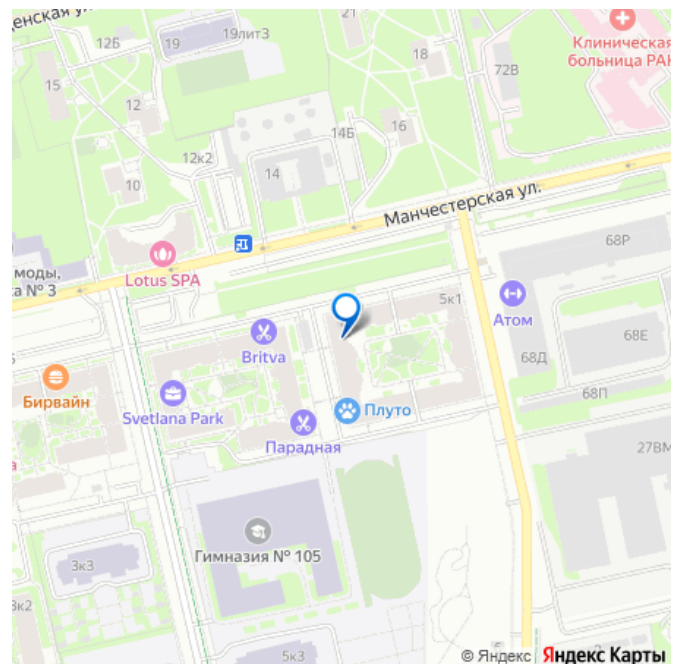 денская ул.
12Б
19
19лит3
21
Клиническая
больница РАН
15
12
18
72В
14Б
16
12к2
14
10
Манчестерская ул.
68Р
моды,
а № 3
Lotus SPA
5к1
Атом
Britva
68Е
68Д
Бирвайн
Svetlana Park
Плуто
68П
Парадная
27ВМ
Гимназия № 105
3к3
3к2
5к3
© Яндекс Яндекс Карты